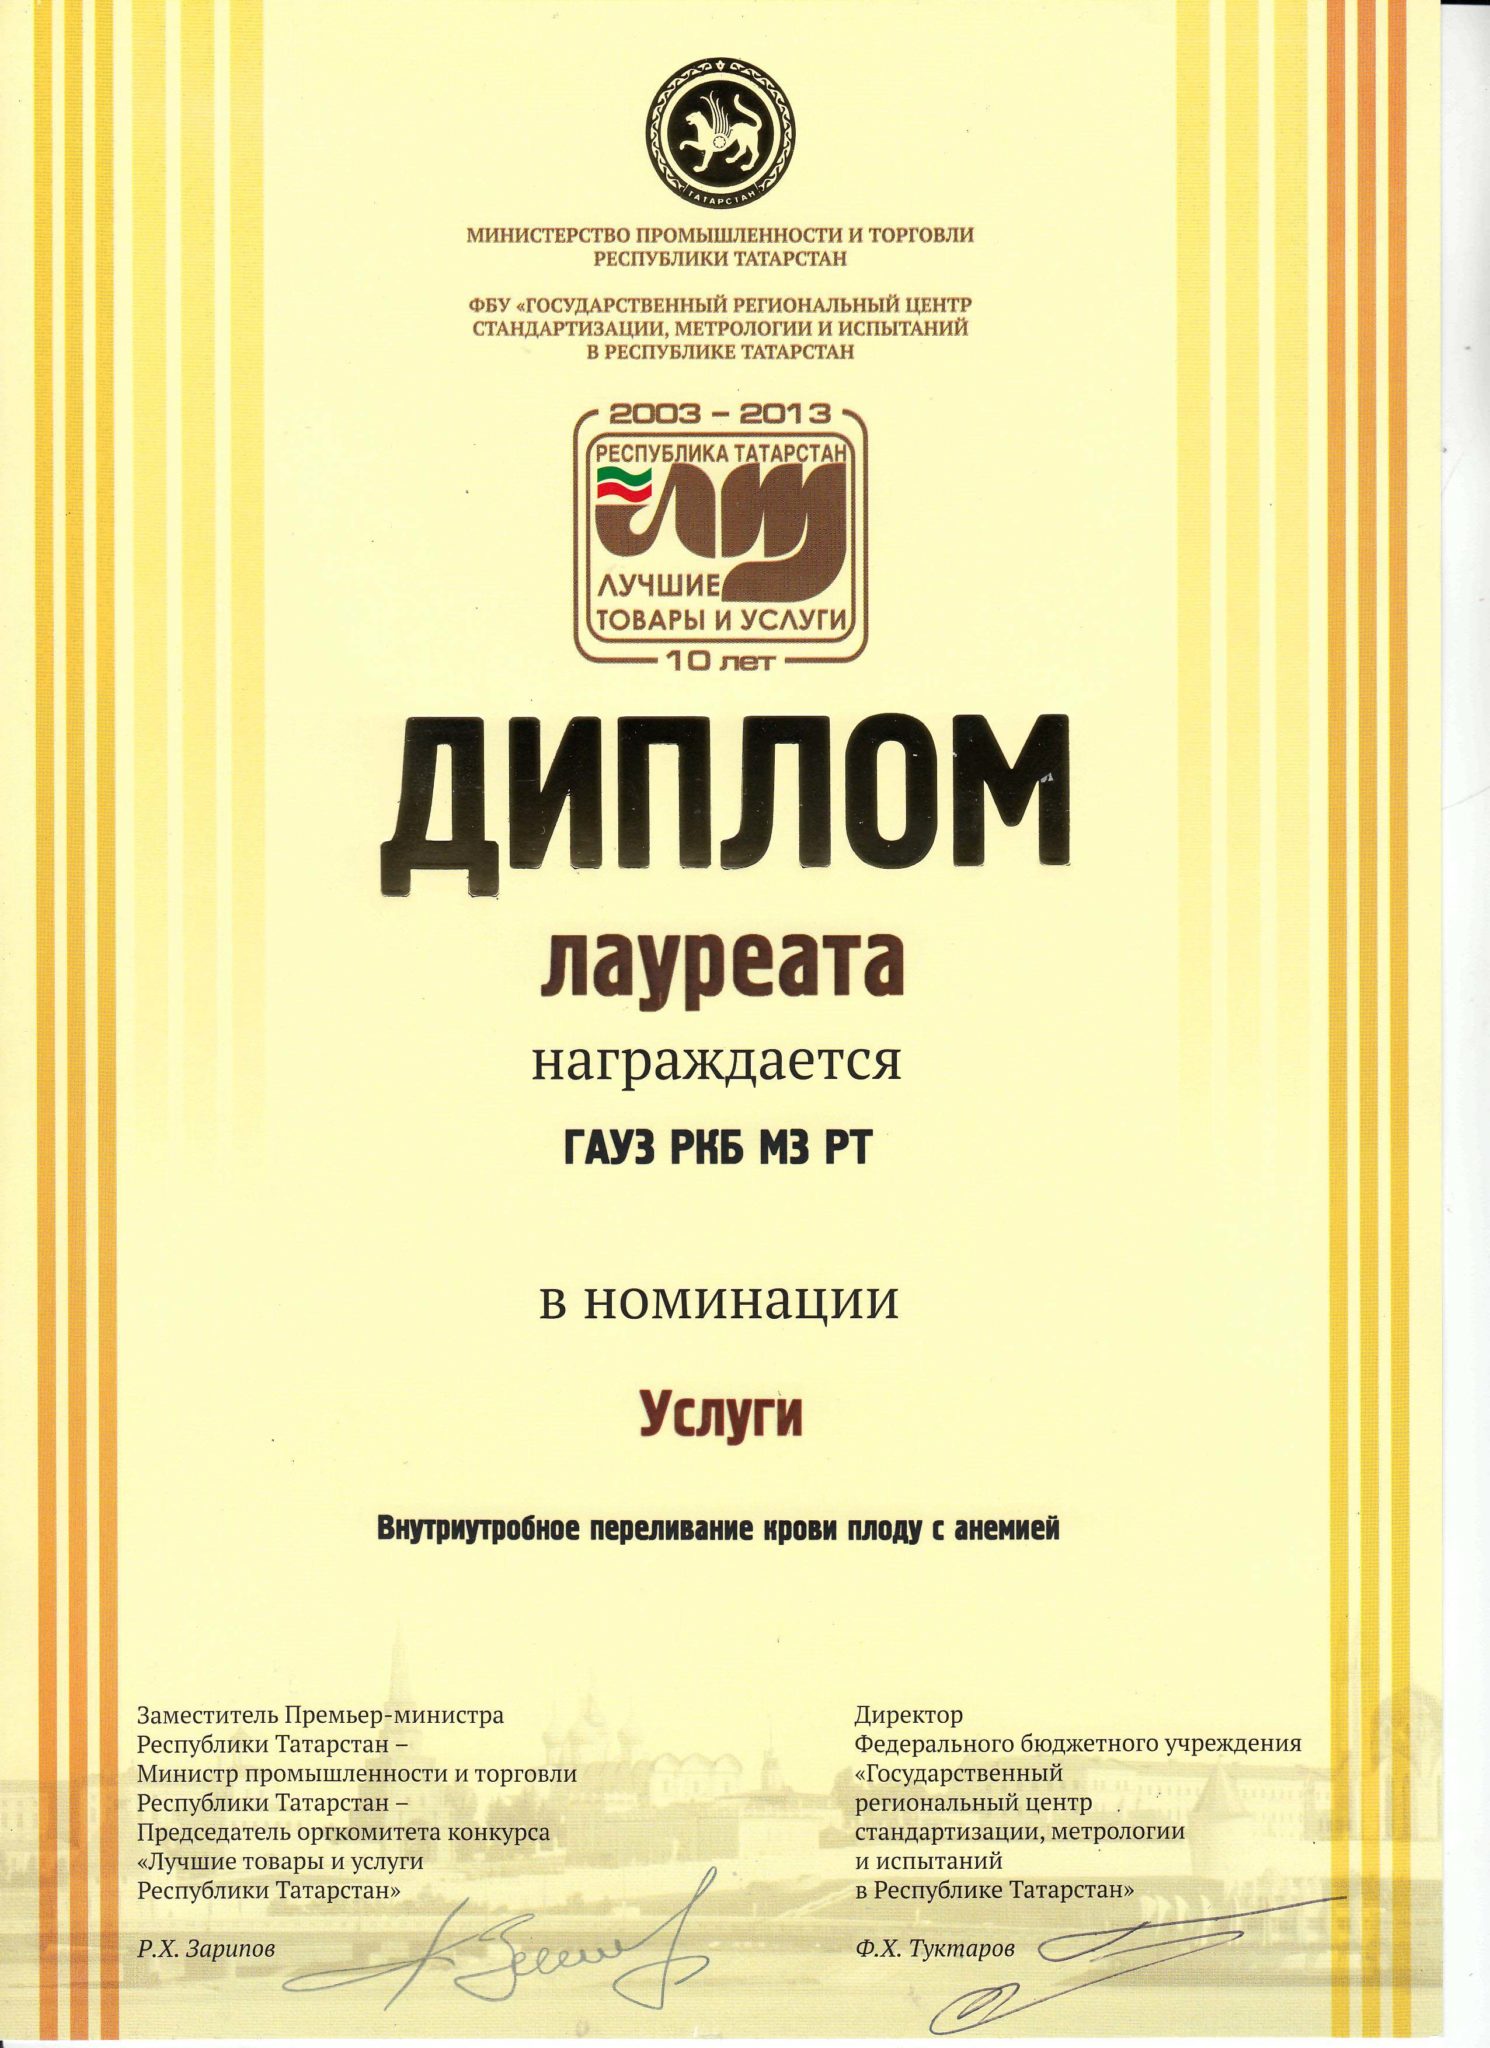 ТАТАРСТАН
МИНИСТЕРСТВО ПРОМЫШЛЕННОСТИ И ТОРГОВЛИ
РЕСПУБЛИКИ ТАТАРСТАН
ФБУ «ГОСУДАРСТВЕННЫЙ РЕГИОНАЛЬНЫЙ ЦЕНТР
СТАНДАРТИЗАЦИИ, МЕТРОЛОГИИ И ИСПЫТАНИЙ
В РЕСПУБЛИКЕ ТАТАРСТАН
2003 – 2013
РЕСПУБЛИКА ТАТАРСТАН
ЛУЧШИЕ
ТОВАРЫ И УСЛУГИ
10 лет
ДИПЛОМ
лауреата
награждается
ГАУЗ РКБ МЗ РТ
в номинации
Услуги
Внутриутробное переливание крови плоду с анемией
Заместитель Премьер-министра
Республики Татарстан –
Министр промышленности и торговли
Республики Татарстан –
Председатель оргкомитета конкурса
«Лучшие товары и услуги
Республики Татарстан»
Р.Х. Зарипов
Директор
Федерального бюджетного учреждения
«Государственный
региональный центр
стандартизации, метрологии
и испытаний
в Республике Татарстан»
Ф.Х. Туктаров